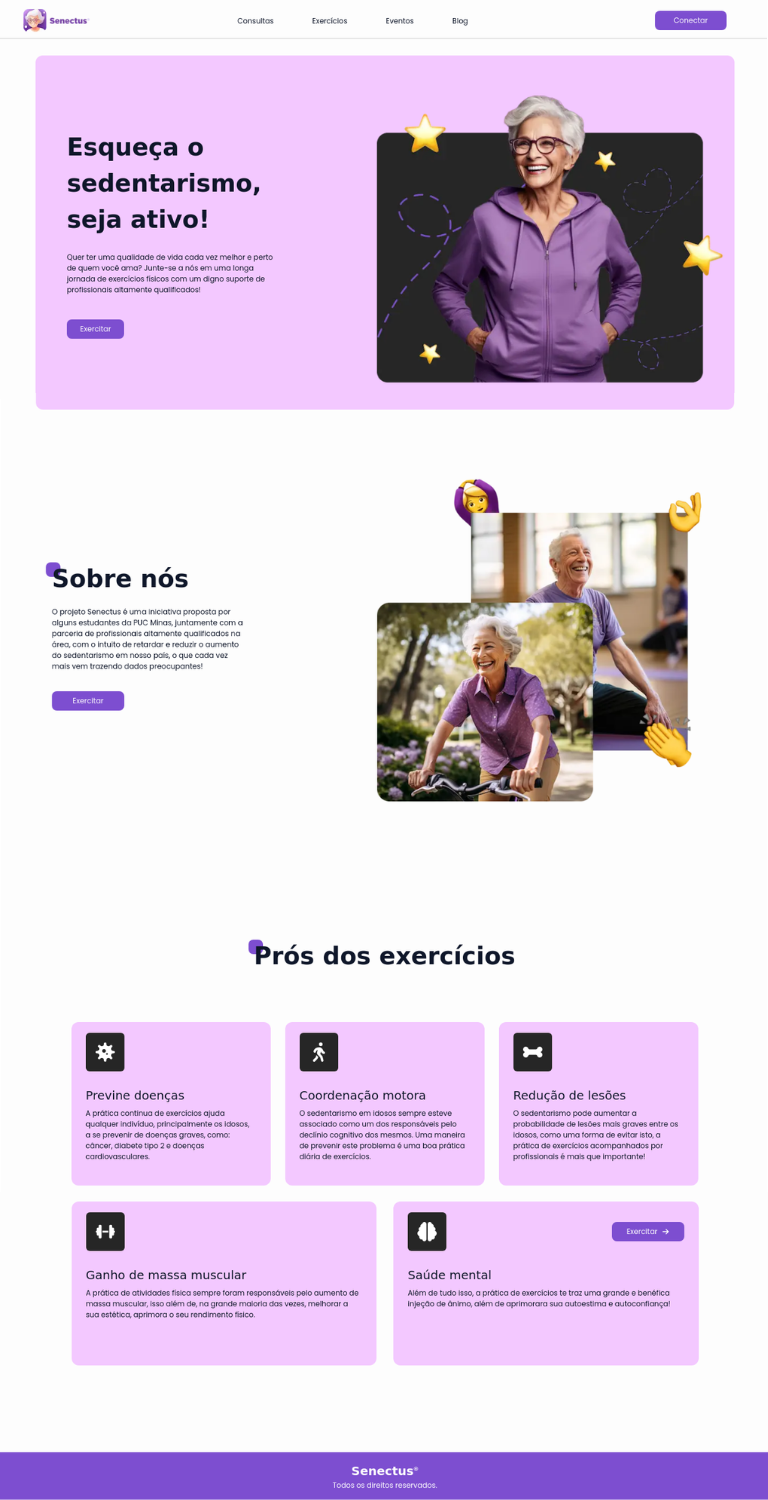 Senectus
Consultas
Exercícios
Eventos
Blog
Conectar
Esqueça o
sedentarismo,
seja ativo!
Quer ter uma qualidade de vida cada vez melhor e perto
de quem você ama? Junte-se a nós em uma longa
jornada de exercícios físicos com um digno suporte de
profissionais altamente qualificados!
Exercitar
Sobre nós
O projeto Senectus é uma iniciativa proposta por
alguns estudantes da PUC Minas, juntamente com a
parceria de profissionais altamente qualificados na
área, com o intuito de retardar e reduzir o aumento
do sedentarismo em nosso país, o que cada vez
mais vem trazendo dados preocupantes!
Exercitar
Prós dos exercícios
Previne doenças
A prática contínua de exercícios ajuda
qualquer indivíduo, principalmente os idosos,
a se prevenir de doenças graves, como:
câncer, diabete tipo 2 e doenças
cardiovasculares.
Coordenação motora
O sedentarismo em idosos sempre esteve
associado como um dos responsáveis pelo
declínio cognitivo dos mesmos. Uma maneira
de prevenir este problema é uma boa prática
diária de exercícios.
Redução de lesões
O sedentarismo pode aumentar a
probabilidade de lesões mais graves entre os
idosos, como uma forma de evitar isto, a
prática de exercícios acompanhados por
profissionais é mais que importante!
Ganho de massa muscular
A prática de atividades física sempre foram responsáveis pelo aumento de
massa muscular, isso além de, na grande maioria das vezes, melhorar a
sua estética, aprimora o seu rendimento físico.
Exercitar →
Saúde mental
Além de tudo isso, a prática de exercícios te traz uma grande e benéfica
injeção de ânimo, além de aprimorara sua autoestima e autoconfiança!
Senectus®
Todos os direitos reservados.